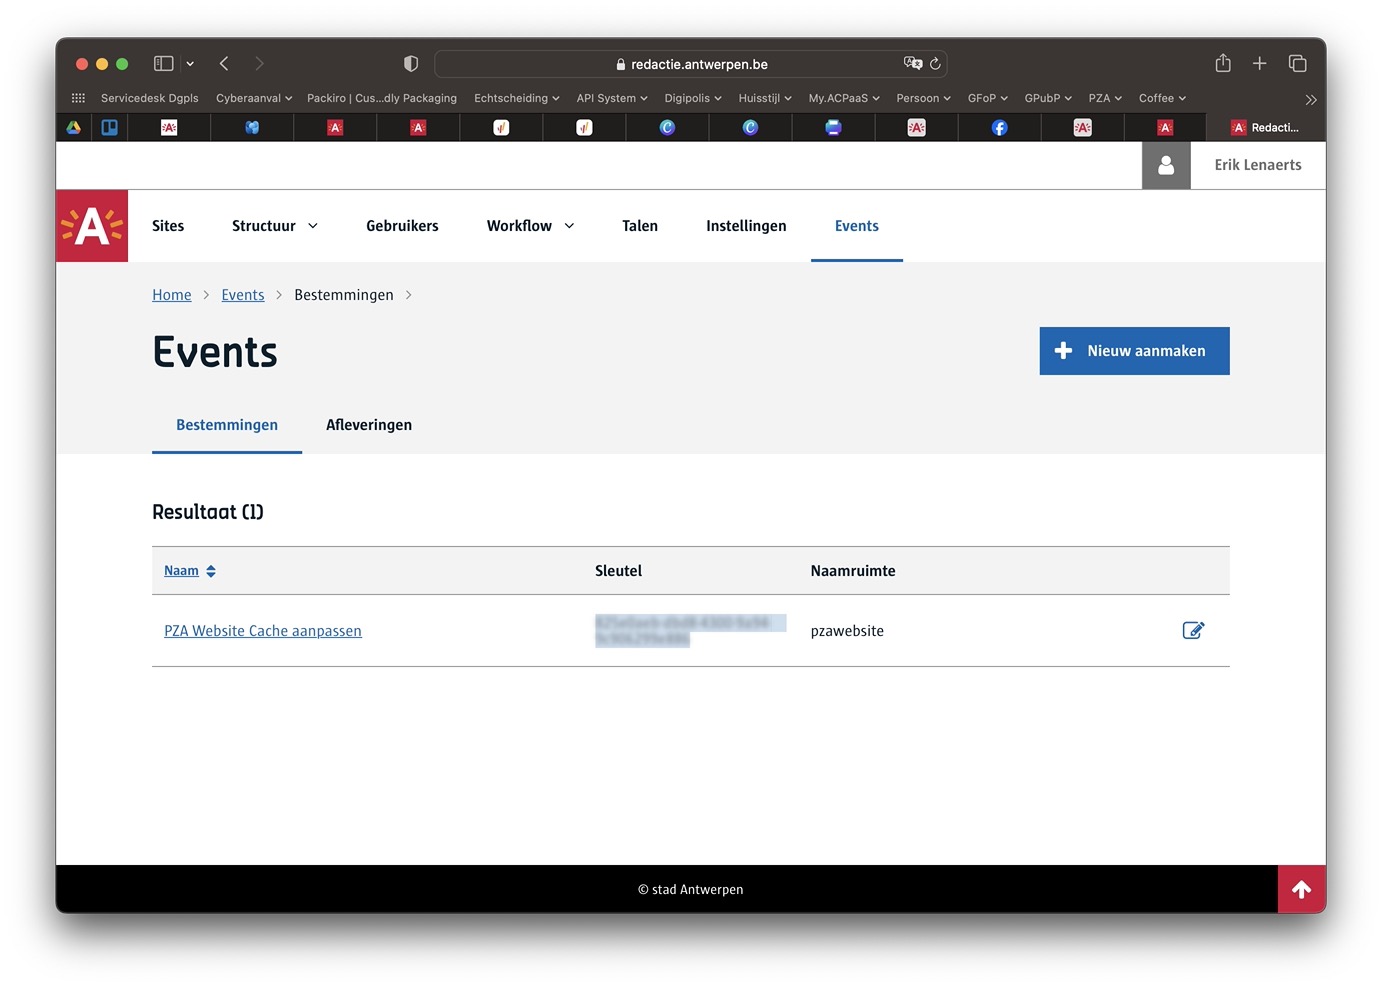 redactie.antwerpen.be
Servicedesk Dgpls Cyberaanval Packiro | Cus...dly Packaging Echtscheiding API System Digipolis Huisstijl My.ACPaaS Persoon GFoP GPubP PZA Coffee
Redacti...
Erik Lenaerts
A Sites Structuur Gebruikers Workflow Talen Instellingen Events
Home > Events > Bestemmingen >
Events
+ Nieuw aanmaken
Bestemmingen Afleveringen
Resultaat (1)
Naam Sleutel Naamruimte
PZA Website Cache aanpassen pzawebsite
© stad Antwerpen